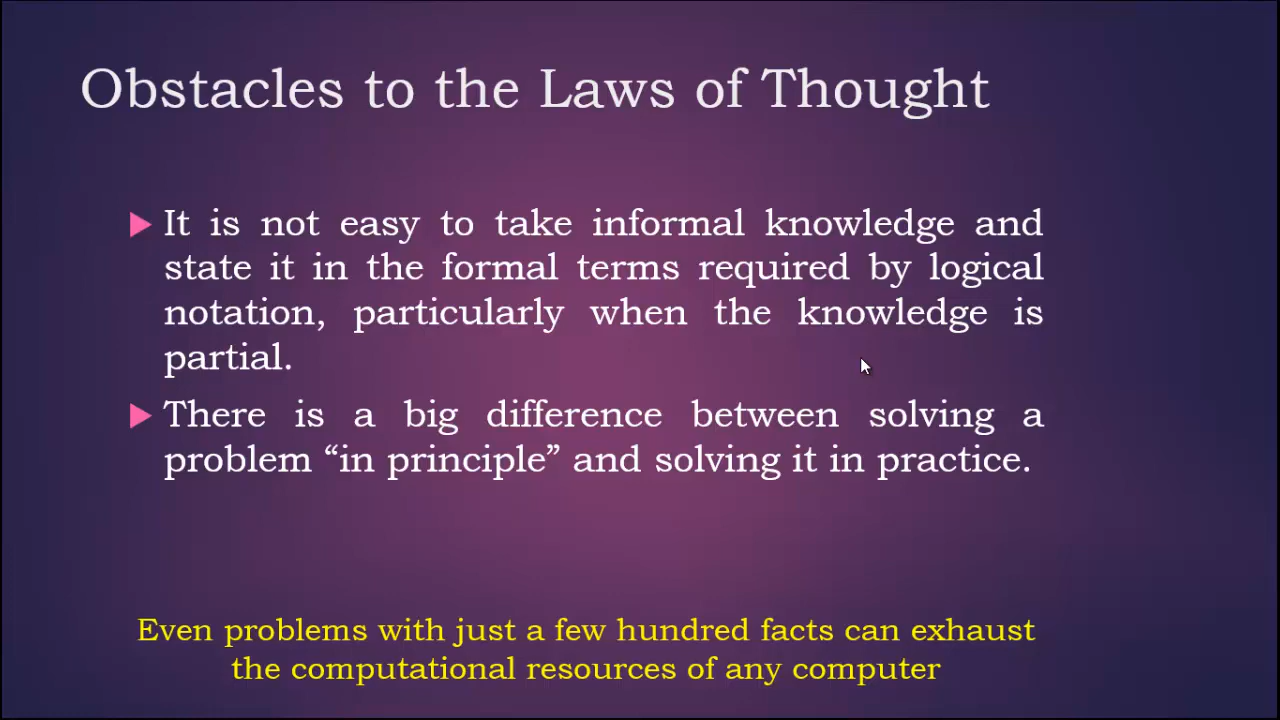 Obstacles to the Laws of Thought
It is not easy to take informal knowledge and
state it in the formal terms required by logical
notation, particularly when the knowledge is
partial.
There is a big difference between solving a
problem “in principle” and solving it in practice.
Even problems with just a few hundred facts can exhaust
the computational resources of any computer